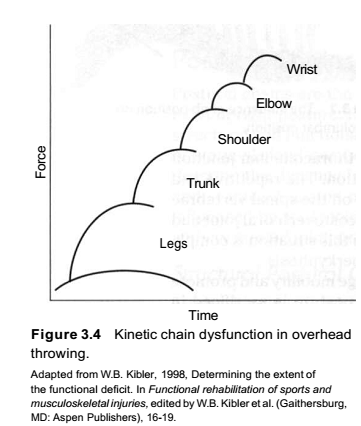 Wrist
Elbow
Shoulder
Trunk
Legs
Force
Time
Figure 3.4 Kinetic chain dysfunction in overhead
throwing.
Adapted from W.B. Kibler, 1998, Determining the extent of
the functional deficit. In Functional rehabilitation of sports and
musculoskeletal injuries, edited by W.B. Kibler et al. (Gaithersburg,
MD: Aspen Publishers), 16-19.